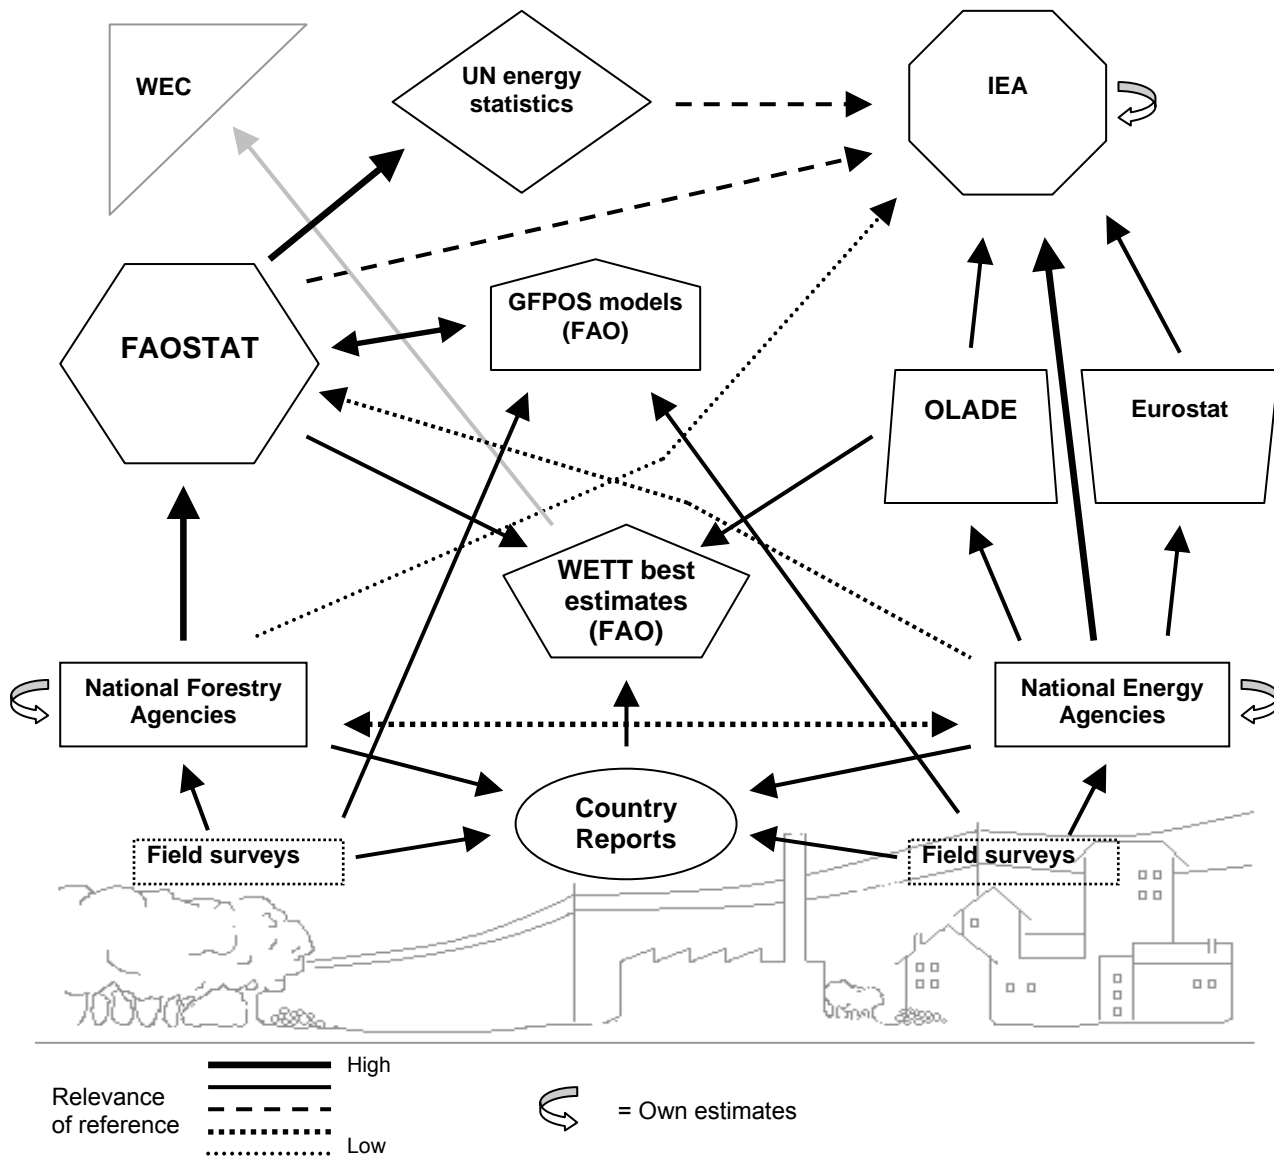 WEC
UN energy
statistics
IEA
FAOSTAT
GFPOS models
(FAO)
OLADE
Eurostat
WETT best
estimates
(FAO)
National Forestry
Agencies
National Energy
Agencies
Country
Reports
Field surveys
Field surveys
Relevance
of reference
High
Low
= Own estimates